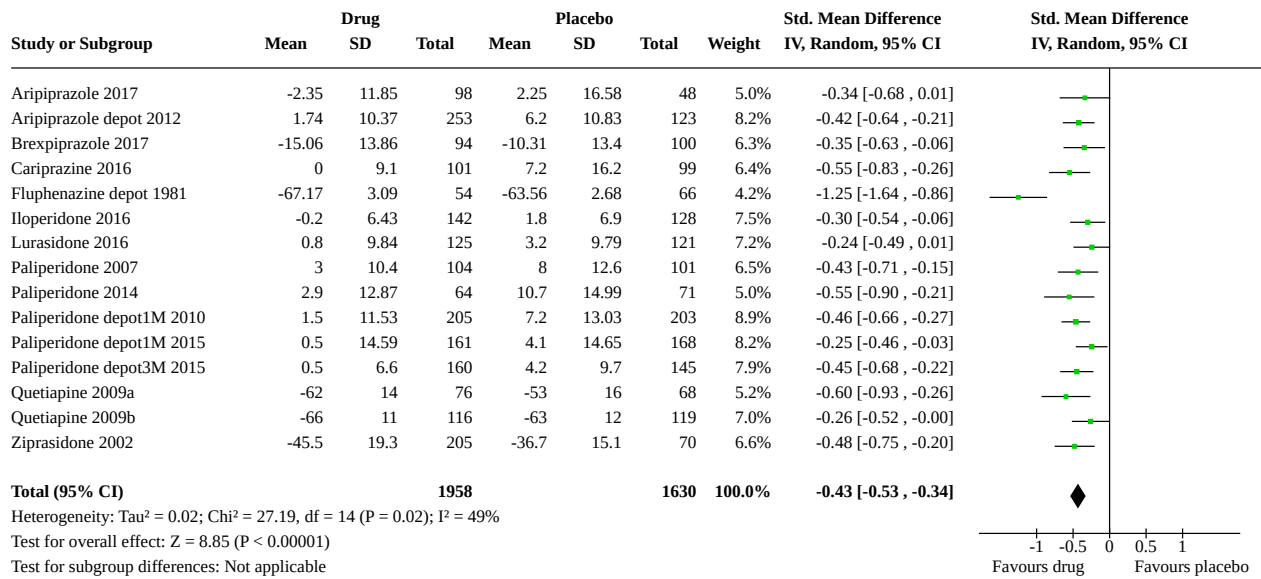 Drug Placebo Std. Mean Difference Std. Mean Difference
Study or Subgroup Mean SD Total Mean SD Total Weight IV, Random, 95% CI IV, Random, 95% CI
Aripiprazole 2017 -2.35 11.85 98 2.25 16.58 48 5.0% -0.34 [-0.68 , 0.01]
Aripiprazole depot 2012 1.74 10.37 253 6.2 10.83 123 8.2% -0.42 [-0.64 , -0.21]
Brexpiprazole 2017 -15.06 13.86 94 -10.31 13.4 100 6.3% -0.35 [-0.63 , -0.06]
Cariprazine 2016 0 9.1 101 7.2 16.2 99 6.4% -0.55 [-0.83 , -0.26]
Fluphenazine depot 1981 -67.17 3.09 54 -63.56 2.68 66 4.2% -1.25 [-1.64 , -0.86]
Iloperidone 2016 -0.2 6.43 142 1.8 6.9 128 7.5% -0.30 [-0.54 , -0.06]
Lurasidone 2016 0.8 9.84 125 3.2 9.79 121 7.2% -0.24 [-0.49 , 0.01]
Paliperidone 2007 3 10.4 104 8 12.6 101 6.5% -0.43 [-0.71 , -0.15]
Paliperidone 2014 2.9 12.87 64 10.7 14.99 71 5.0% -0.55 [-0.90 , -0.21]
Paliperidone depot1M 2010 1.5 11.53 205 7.2 13.03 203 8.9% -0.46 [-0.66 , -0.27]
Paliperidone depot1M 2015 0.5 14.59 161 4.1 14.65 168 8.2% -0.25 [-0.46 , -0.03]
Paliperidone depot3M 2015 0.5 6.6 160 4.2 9.7 145 7.9% -0.45 [-0.68 , -0.22]
Quetiapine 2009a -62 14 76 -53 16 68 5.2% -0.60 [-0.93 , -0.26]
Quetiapine 2009b -66 11 116 -63 12 119 7.0% -0.26 [-0.52 , -0.00]
Ziprasidone 2002 -45.5 19.3 205 -36.7 15.1 70 6.6% -0.48 [-0.75 , -0.20]
Total (95% CI) 1958 1630 100.0% -0.43 [-0.53 , -0.34]
Heterogeneity: Tau² = 0.02; Chi² = 27.19, df = 14 (P = 0.02); I² = 49%
Test for overall effect: Z = 8.85 (P < 0.00001)
Test for subgroup differences: Not applicable
-1 -0.5 0 0.5 1
Favours drug Favours placebo